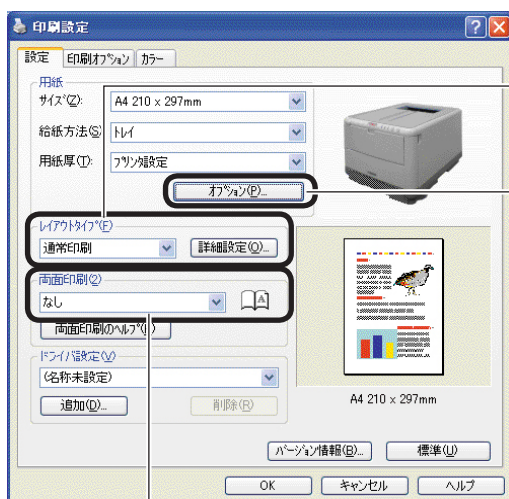 印刷設定
設定 印刷オプション カラー
用紙
サイズ(Z): A4 210 x 297mm
給紙方法(S) トレイ
用紙厚(T): プリンタ設定
オプション(P)...
レイアウトタイプ(F)
通常印刷 詳細設定(O)...
両面印刷(2)
なし
両面印刷のヘルプ(I)
ドライバ設定(V)
(名称未設定)
追加(D)... 削除(R)
A4 210 x 297mm
バージョン情報(B)... 標準(U)
OK キャンセル ヘルプ